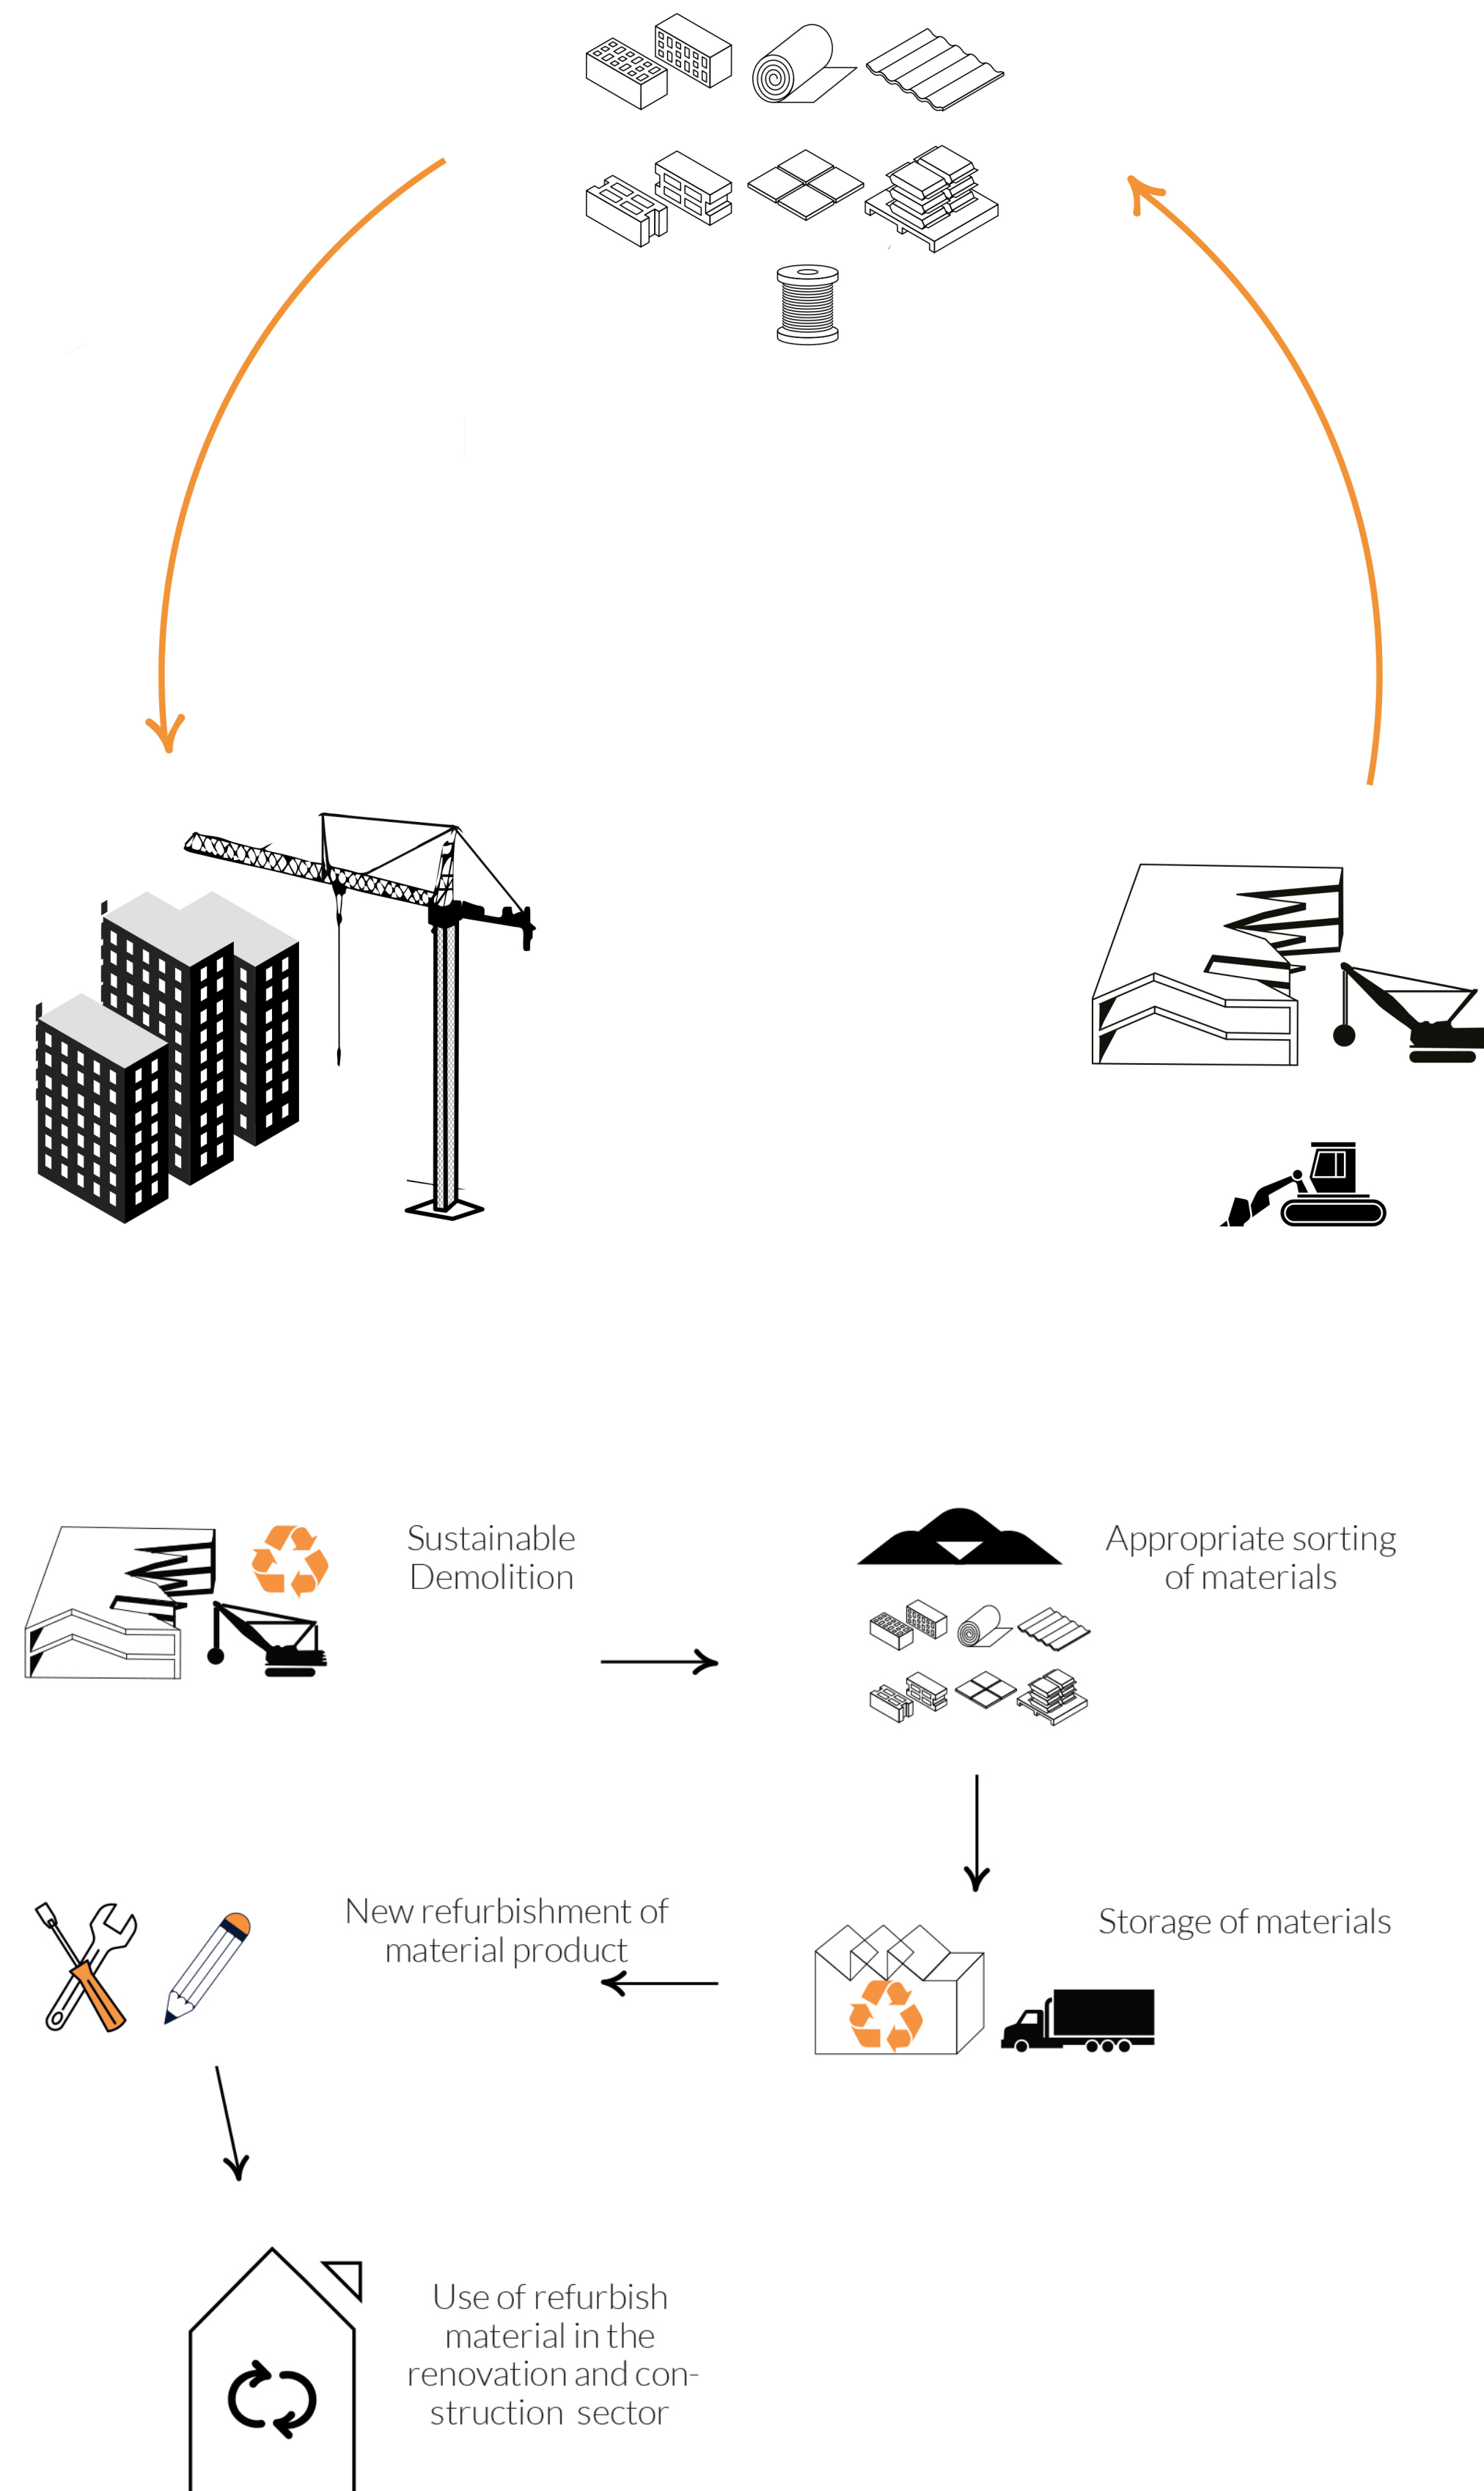 Sustainable
Demolition
Appropriate sorting
of materials
New refurbishment of
material product
Storage of materials
Use of refurbish
material in the
renovation and con-
struction sector